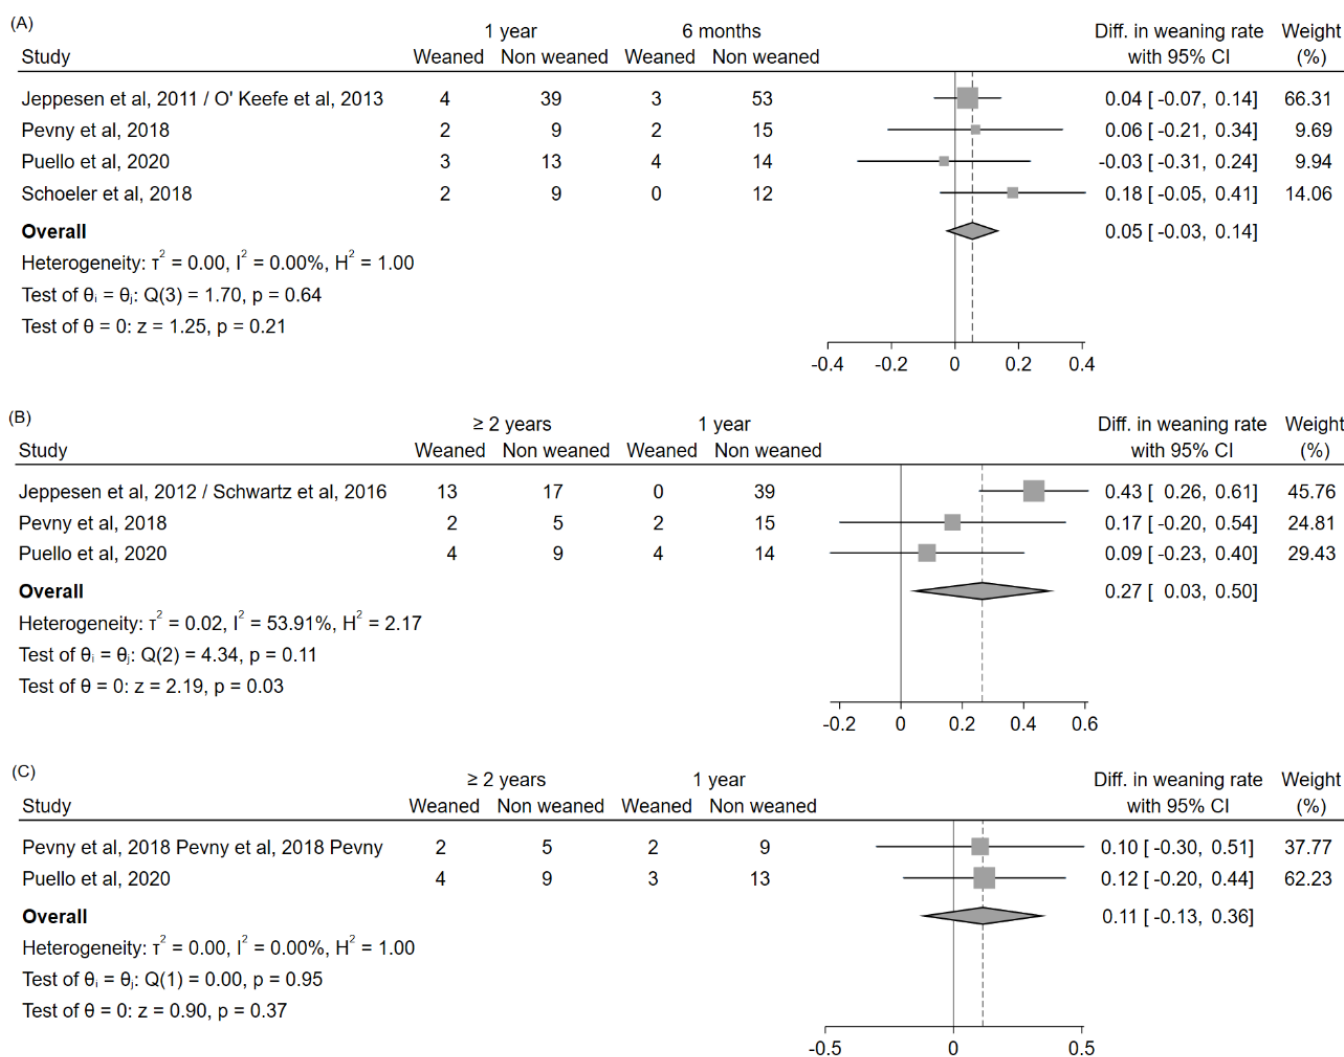 (A)
1 year 6 months Diff. in weaning rate Weight
Study Weaned Non weaned Weaned Non weaned with 95% CI (%)
Jeppesen et al, 2011 / O' Keefe et al, 2013 4 39 3 53 0.04 [ -0.07, 0.14] 66.31
Pevny et al, 2018 2 9 2 15 0.06 [ -0.21, 0.34] 9.69
Puello et al, 2020 3 13 4 14 -0.03 [ -0.31, 0.24] 9.94
Schoeler et al, 2018 2 9 0 12 0.18 [ -0.05, 0.41] 14.06
Overall 0.05 [ -0.03, 0.14]
Heterogeneity: τ² = 0.00, I² = 0.00%, H² = 1.00
Test of θᵢ = θⱼ: Q(3) = 1.70, p = 0.64
Test of θ = 0: z = 1.25, p = 0.21
-0.4 -0.2 0 0.2 0.4
(B)
≥ 2 years 1 year Diff. in weaning rate Weight
Study Weaned Non weaned Weaned Non weaned with 95% CI (%)
Jeppesen et al, 2012 / Schwartz et al, 2016 13 17 0 39 0.43 [ 0.26, 0.61] 45.76
Pevny et al, 2018 2 5 2 15 0.17 [ -0.20, 0.54] 24.81
Puello et al, 2020 4 9 4 14 0.09 [ -0.23, 0.40] 29.43
Overall 0.27 [ 0.03, 0.50]
Heterogeneity: τ² = 0.02, I² = 53.91%, H² = 2.17
Test of θᵢ = θⱼ: Q(2) = 4.34, p = 0.11
Test of θ = 0: z = 2.19, p = 0.03
-0.2 0 0.2 0.4 0.6
(C)
≥ 2 years 1 year Diff. in weaning rate Weight
Study Weaned Non weaned Weaned Non weaned with 95% CI (%)
Pevny et al, 2018 Pevny et al, 2018 Pevny 2 5 2 9 0.10 [ -0.30, 0.51] 37.77
Puello et al, 2020 4 9 3 13 0.12 [ -0.20, 0.44] 62.23
Overall 0.11 [ -0.13, 0.36]
Heterogeneity: τ² = 0.00, I² = 0.00%, H² = 1.00
Test of θᵢ = θⱼ: Q(1) = 0.00, p = 0.95
Test of θ = 0: z = 0.90, p = 0.37
-0.5 0 0.5